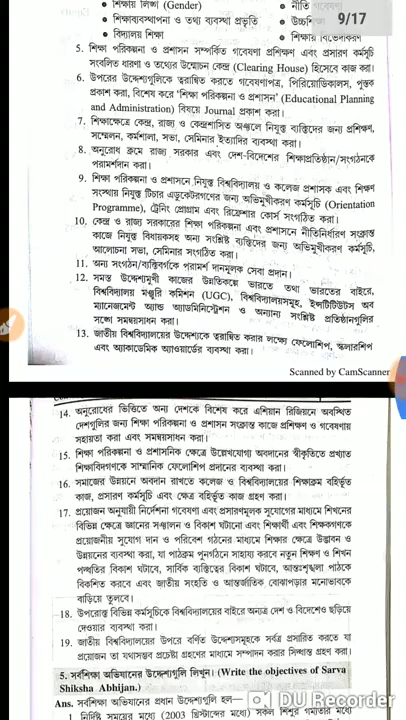 • শিক্ষায় লিঙ্গ (Gender)
• নীতি গবেষণা
• শিক্ষাব্যবস্থাপনা ও তথ্য ব্যবস্থা প্রভৃতি
• উচ্চশিক্ষা
• বিদ্যালয় শিক্ষা
• শিক্ষায় বিকেন্দ্রীকরণ
9/17
5. শিক্ষা পরিকল্পনা ও প্রশাসন সম্পর্কিত গবেষণা প্রশিক্ষণ এবং প্রসারণ কর্মসূচি
সংবলিত ধারণা ও তথ্যের উন্মোচন কেন্দ্র (Clearing House) হিসেবে কাজ করা।
6. উপরের উদ্দেশ্যগুলিকে ত্বরান্বিত করতে গবেষণাপত্র, পিরিয়োডিকালস, পুস্তক
প্রকাশ করা, বিশেষ করে 'শিক্ষা পরিকল্পনা ও প্রশাসন' (Educational Planning
and Administration) বিষয়ে Journal প্রকাশ করা।
7. শিক্ষাক্ষেত্রে কেন্দ্র, রাজ্য ও কেন্দ্রশাসিত অঞ্চলে নিযুক্ত ব্যক্তিদের জন্য প্রশিক্ষণ,
সম্মেলন, কর্মশালা, সভা, সেমিনার ইত্যাদির ব্যবস্থা করা।
8. অনুরোধ ক্রমে রাজ্য সরকার এবং দেশ-বিদেশের শিক্ষাপ্রতিষ্ঠান/সংগঠনকে
পরামর্শদান করা।
9. শিক্ষা পরিকল্পনা ও প্রশাসনে নিযুক্ত বিশ্ববিদ্যালয় ও কলেজ প্রশাসক এবং শিক্ষণ
সংস্থায় নিযুক্ত টিচার এডুকেটরগণের জন্য অভিমুখীকরণ কর্মসূচি (Orientation
Programme), ট্রেনিং প্রোগ্রাম এবং রিফ্রেশার কোর্স সংগঠিত করা।
10. কেন্দ্র ও রাজ্য সরকারের শিক্ষা পরিকল্পনা এবং প্রশাসনে নীতিনির্ধারণ সংক্রান্ত
কাজে নিযুক্ত বিধায়কসহ অন্য সংশ্লিষ্ট ব্যক্তিদের জন্য অভিমুখীকরণ কর্মসূচি,
আলোচনা সভা, সেমিনার সংগঠিত করা।
11. অন্য সংগঠন/ব্যক্তিবর্গকে পরামর্শ দানমূলক সেবা প্রদান।
12. সমস্ত উদ্দেশ্যমুখী কাজের উন্নতিকল্পে ভারতে তথা ভারতের বাইরে,
বিশ্ববিদ্যালয় মঞ্জুরি কমিশন (UGC), বিশ্ববিদ্যালয়সমূহ, ইন্সটিটিউটস অব
ম্যানেজমেন্ট অ্যান্ড অ্যাডমিনিস্ট্রেশন ও অন্যান্য সংশ্লিষ্ট প্রতিষ্ঠানগুলির
সঙ্গে সমন্বয়সাধন করা।
13. জাতীয় বিশ্ববিদ্যালয়ের উদ্দেশ্যকে ত্বরান্বিত করার লক্ষ্যে ফেলোশিপ, স্কলারশিপ
এবং অ্যাকাডেমিক অ্যাওয়ার্ডের ব্যবস্থা করা।
Scanned by CamScanner
14. অনুরোধের ভিত্তিতে অন্য দেশকে বিশেষ করে এশিয়ান রিজিয়নে অবস্থিত
দেশগুলির জন্য শিক্ষা পরিকল্পনা ও প্রশাসন সংক্রান্ত কাজে প্রশিক্ষণ ও গবেষণায়
সহায়তা করা এবং সমন্বয়সাধন করা।
15. শিক্ষা পরিকল্পনা ও প্রশাসনিক ক্ষেত্রে উল্লেখযোগ্য অবদানের স্বীকৃতিতে প্রখ্যাত
শিক্ষাবিদগণকে সাম্মানিক ফেলোশিপ প্রদানের ব্যবস্থা করা।
16. সমাজের উন্নয়নে অবদান রাখতে কলেজ ও বিশ্ববিদ্যালয়ের শিক্ষাক্রম বহির্ভূত
কাজ, প্রসারণ কর্মসূচি এবং ক্ষেত্র বহির্ভূত কাজ গ্রহণ করা।
17. প্রয়োজন অনুযায়ী নির্দেশনা গবেষণা এবং প্রসারণমূলক সুযোগের মাধ্যমে শিখনের
বিভিন্ন ক্ষেত্রে জ্ঞানের সঞ্চালন ও বিকাশ ঘটানো এবং শিক্ষার্থী এবং শিক্ষকগণকে
প্রয়োজনীয় সুযোগ দান ও পরিবেশ গঠনের মাধ্যমে শিক্ষার ক্ষেত্রে উদ্ভাবন ও
উন্নয়নের ব্যবস্থা করা, যা পাঠক্রম পুনর্গঠনে সাহায্য করবে নতুন শিক্ষণ ও শিখন
পদ্ধতির বিকাশ ঘটাবে, সার্বিক ব্যক্তিত্বের বিকাশ ঘটাবে, আন্তঃশৃঙ্খলা পাঠকে
বিকশিত করবে এবং জাতীয় সংহতি ও আন্তর্জাতিক বোঝাপড়ার মনোভাবকে
বাড়িয়ে তুলবে।
18. উপরোক্ত বিভিন্ন কর্মসূচিকে বিশ্ববিদ্যালয়ের বাইরে অন্যত্র দেশ ও বিদেশেও ছড়িয়ে
দেওয়ার ব্যবস্থা করা।
19. জাতীয় বিশ্ববিদ্যালয়ের উপরে বর্ণিত উদ্দেশ্যসমূহকে সর্বত্র প্রসারিত করতে যা
প্রয়োজন তা যথাসম্ভব প্রচেষ্টা গ্রহণের মাধ্যমে সম্পাদন করার সিদ্ধান্ত গ্রহণ করা।
5. সর্বশিক্ষা অভিযানের উদ্দেশ্যগুলি লিখুন। (Write the objectives of Sarva
Shiksha Abhijan.)
Ans. সর্বশিক্ষা অভিযানের প্রধান উদ্দেশ্যগুলি হল—
1. নির্দিষ্ট সময়ের মধ্যে (2003 খ্রিস্টাব্দের মধ্যে) সকল শিশুর
DU DREAM USER